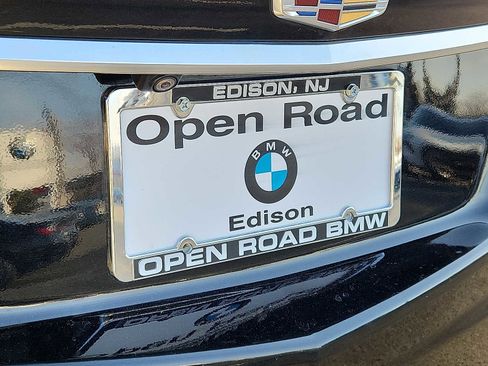 EDISON, NJ
Open Road
BMW
Edison
OPEN ROAD BMW